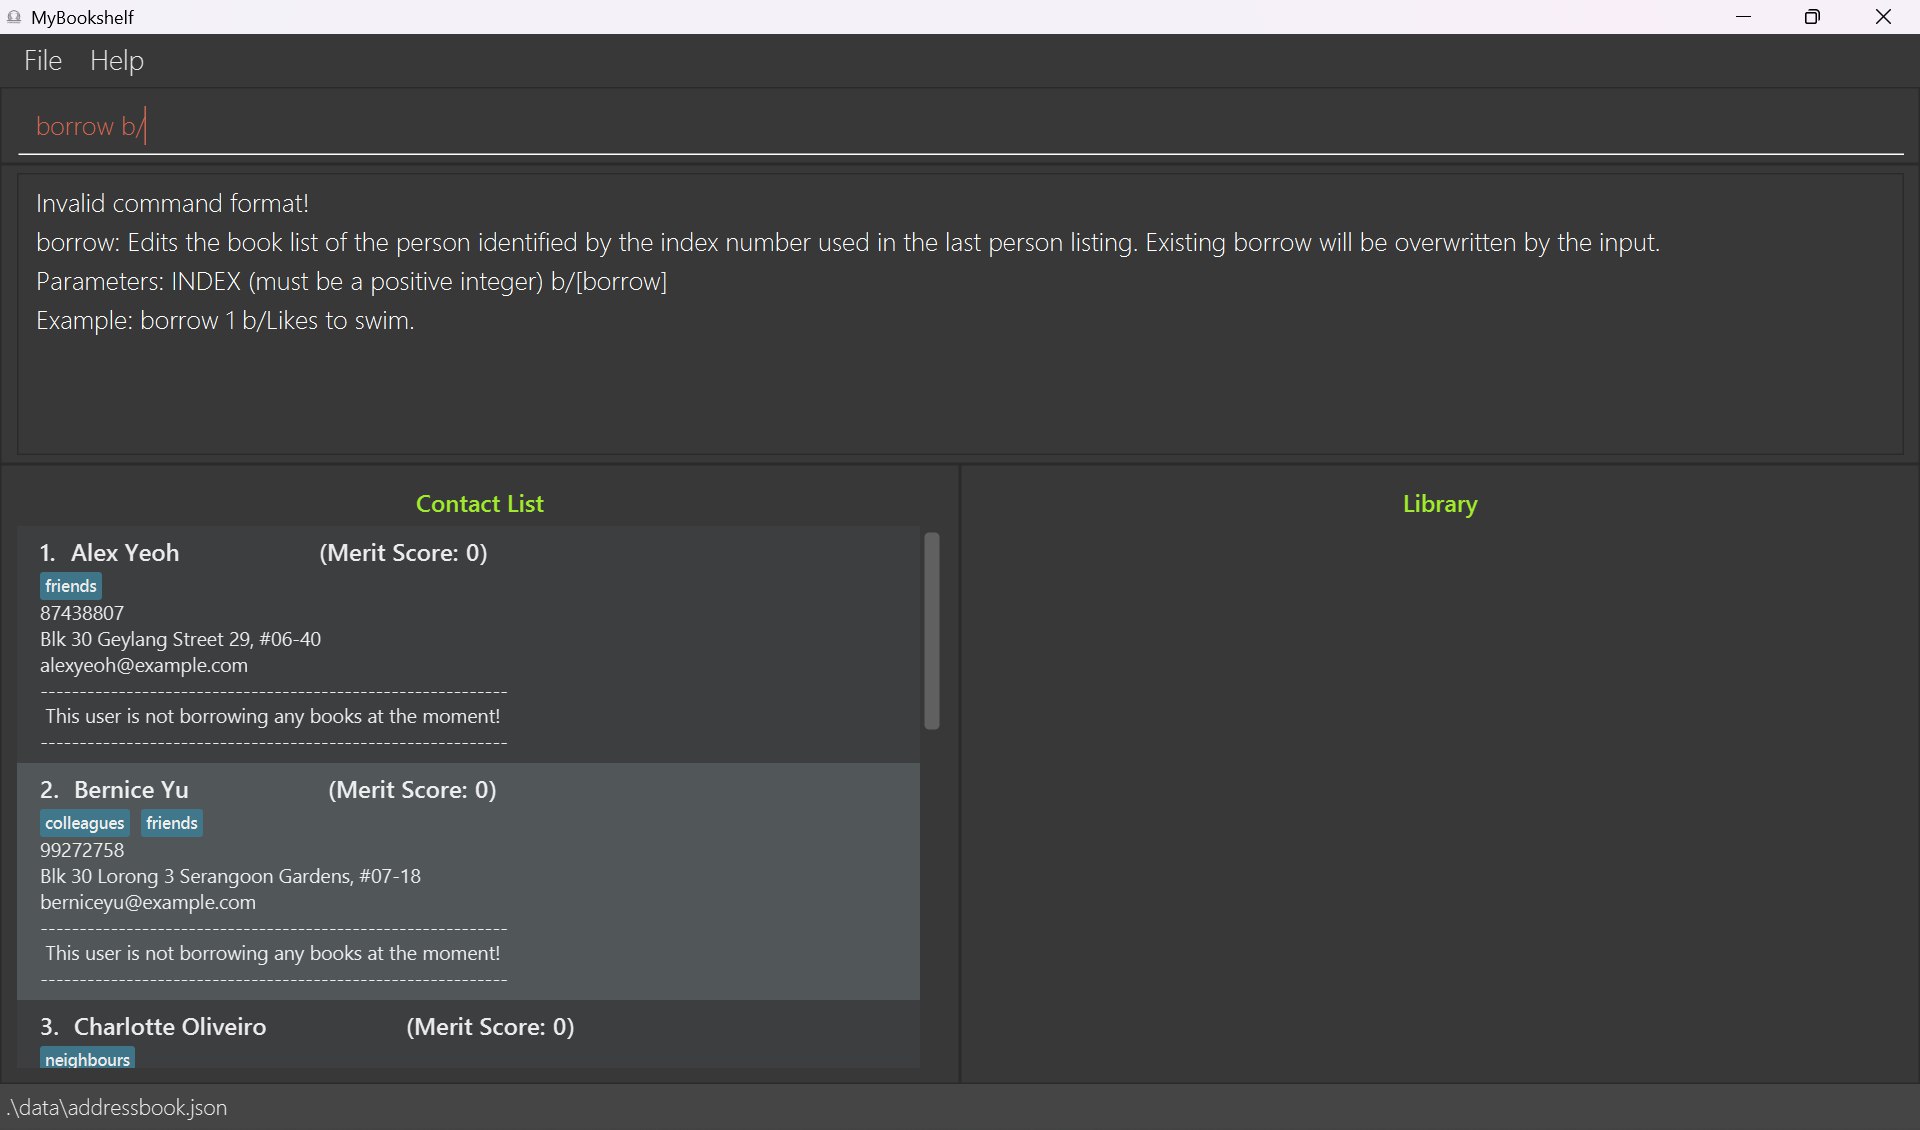 MyBookshelf
File Help
borrow b/
Invalid command format!
borrow: Edits the book list of the person identified by the index number used in the last person listing. Existing borrow will be overwritten by the input.
Parameters: INDEX (must be a positive integer) b/[borrow]
Example: borrow 1 b/Likes to swim.
Contact List
1. Alex Yeoh (Merit Score: 0)
friends
87438807
Blk 30 Geylang Street 29, #06-40
alexyeoh@example.com
------------------------------------------------------------
This user is not borrowing any books at the moment!
------------------------------------------------------------
2. Bernice Yu (Merit Score: 0)
colleagues friends
99272758
Blk 30 Lorong 3 Serangoon Gardens, #07-18
berniceyu@example.com
------------------------------------------------------------
This user is not borrowing any books at the moment!
------------------------------------------------------------
3. Charlotte Oliveiro (Merit Score: 0)
neighbours
Library
.\data\addressbook.json